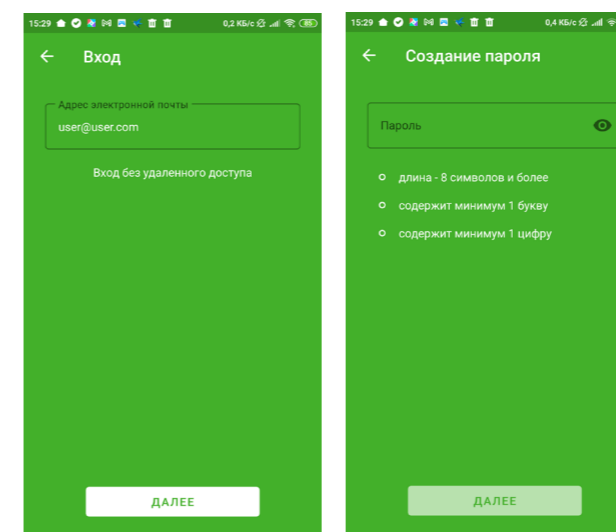 15:29 0,2 КБ/с 85
Вход
Адрес электронной почты
user@user.com
Вход без удаленного доступа
ДАЛЕЕ
15:29 0,4 КБ/с
Создание пароля
Пароль
длина - 8 символов и более
содержит минимум 1 букву
содержит минимум 1 цифру
ДАЛЕЕ